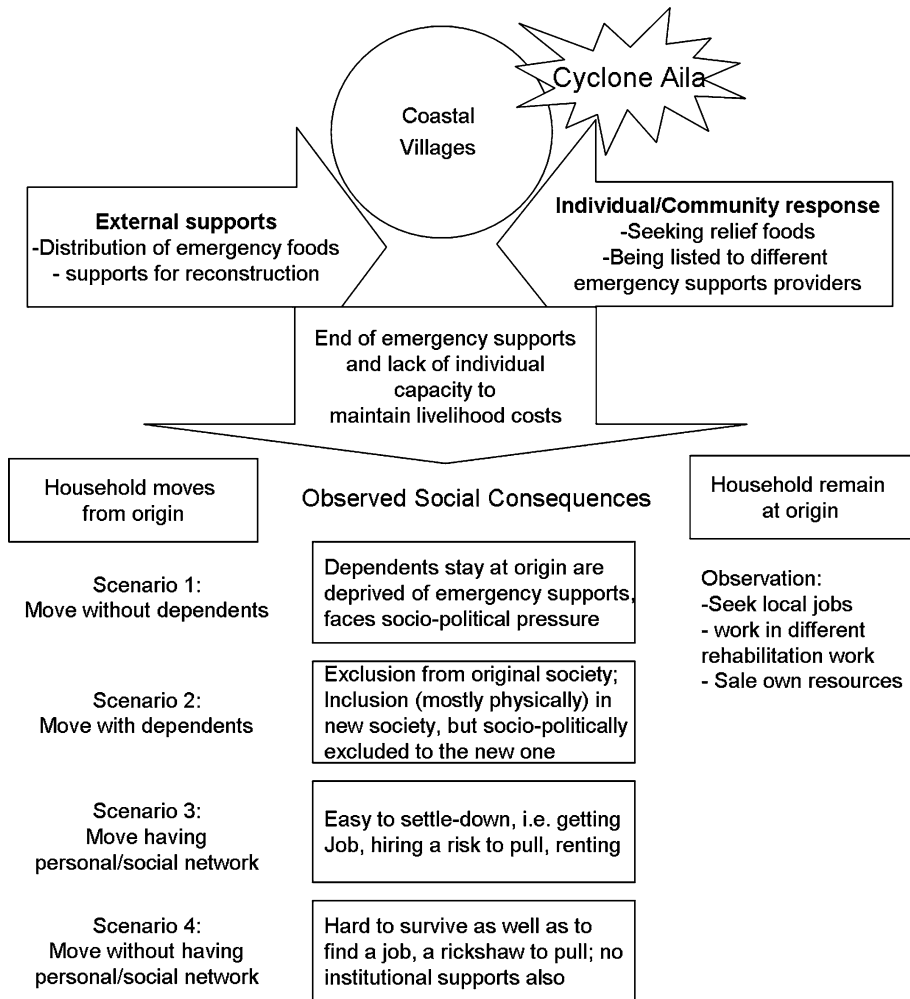 Cyclone Aila
Coastal
Villages
External supports
-Distribution of emergency foods
- supports for reconstruction
Individual/Community response
-Seeking relief foods
-Being listed to different
emergency supports providers
End of emergency supports
and lack of individual
capacity to
maintain livelihood costs
Household moves
from origin
Observed Social Consequences
Household remain
at origin
Scenario 1:
Move without dependents
Dependents stay at origin are
deprived of emergency supports,
faces socio-political pressure
Observation:
-Seek local jobs
- work in different
rehabilitation work
- Sale own resources
Scenario 2:
Move with dependents
Exclusion from original society;
Inclusion (mostly physically) in
new society, but socio-politically
excluded to the new one
Scenario 3:
Move having
personal/social network
Easy to settle-down, i.e. getting
Job, hiring a risk to pull, renting
Scenario 4:
Move without having
personal/social network
Hard to survive as well as to
find a job, a rickshaw to pull; no
institutional supports also